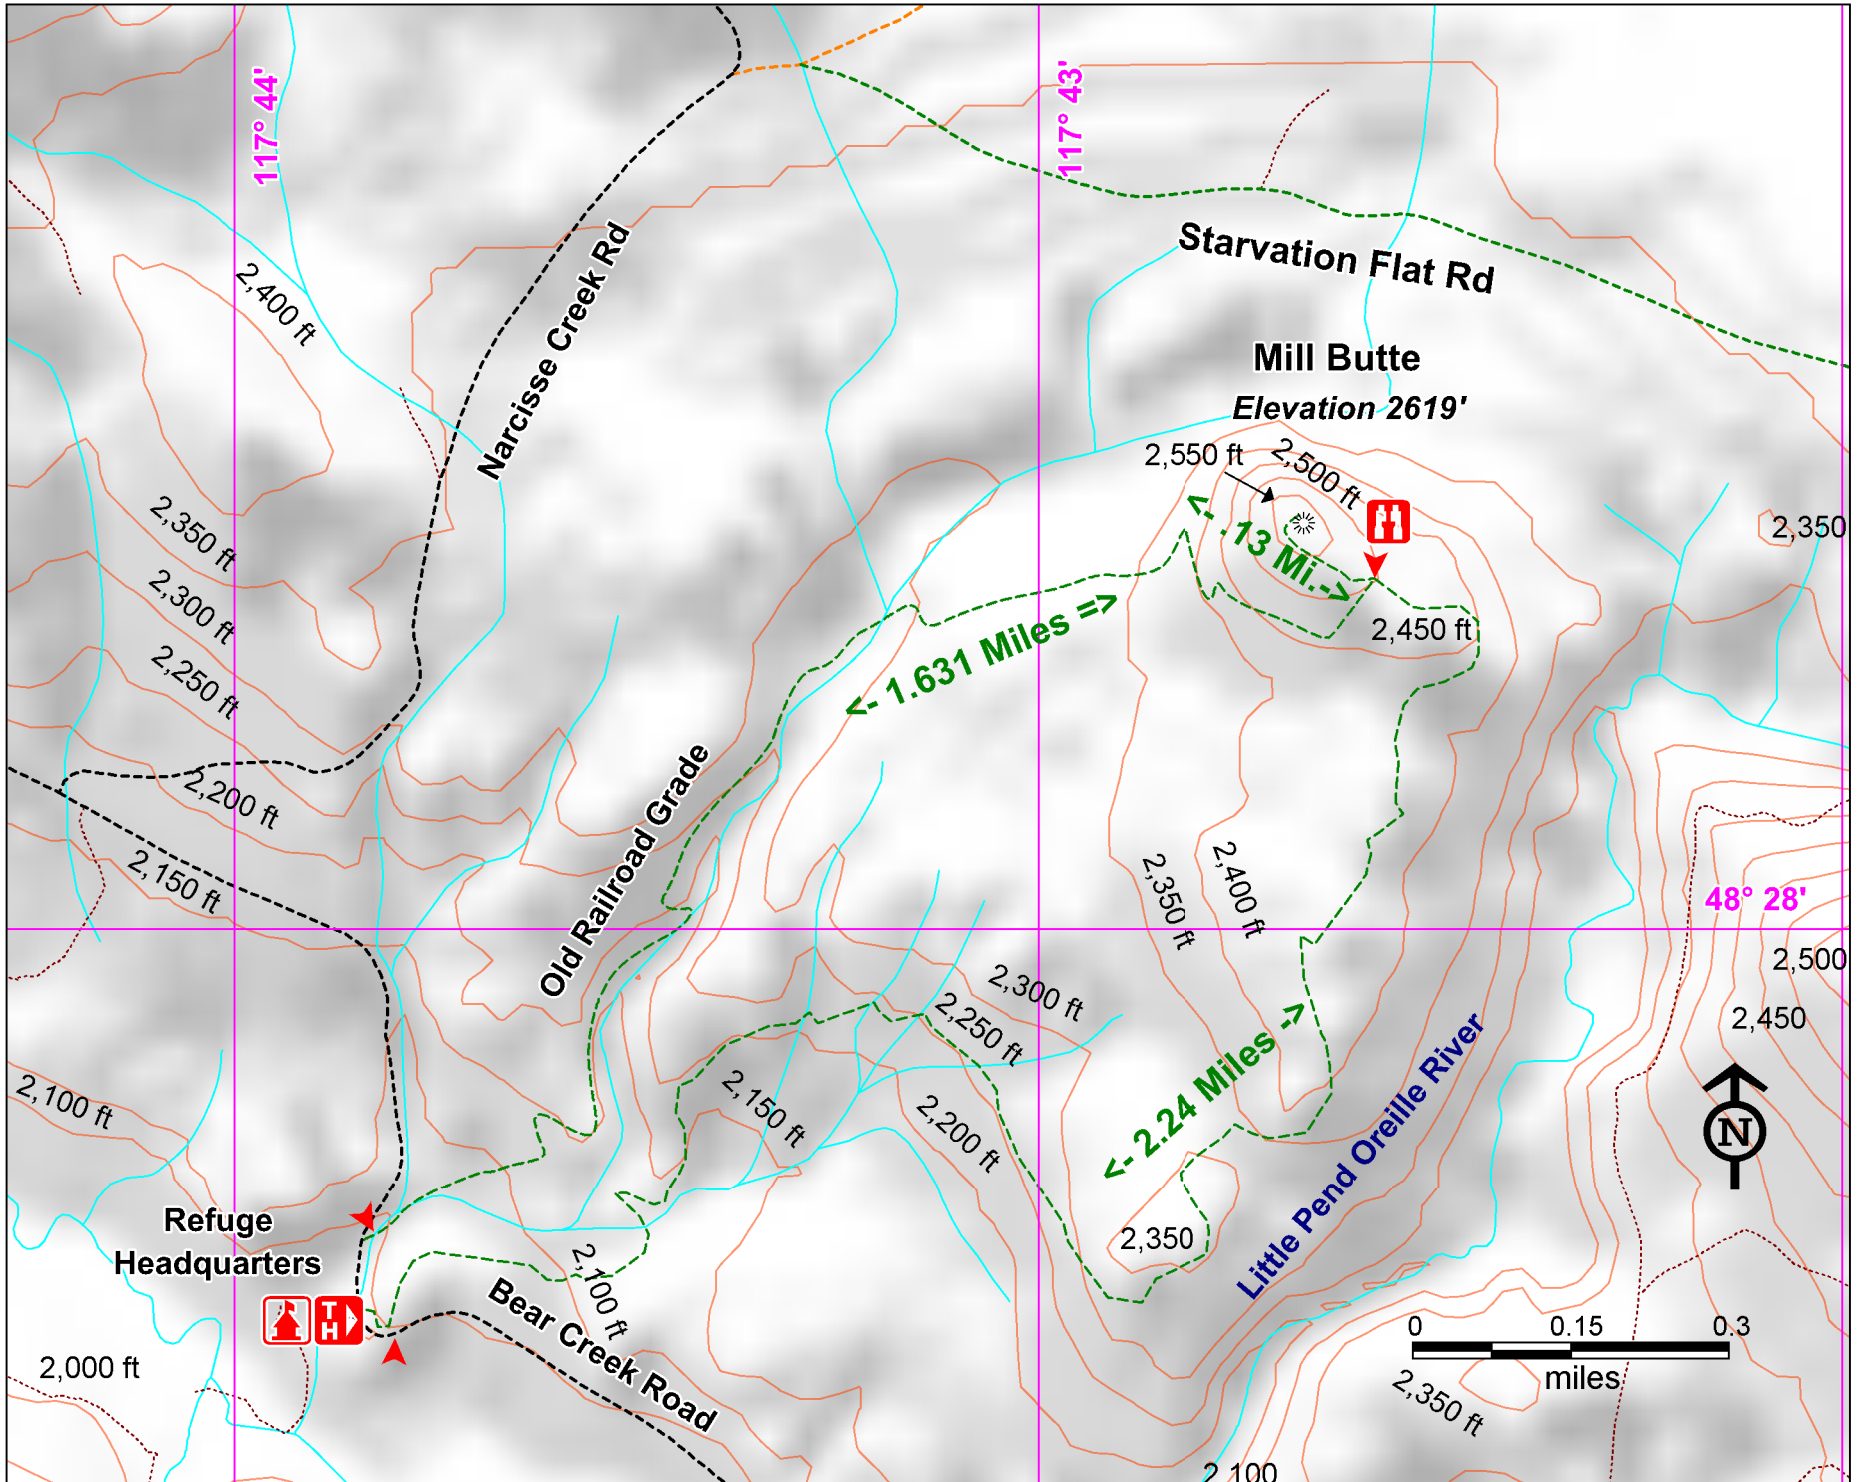 117° 44'
117° 43'
Narcisse Creek Rd
Starvation Flat Rd
2,400 ft
Mill Butte
Elevation 2619'
2,550 ft
2,500 ft
<- .13 Mi.->
2,350
2,350 ft
2,300 ft
2,250 ft
2,450 ft
<- 1.631 Miles =>
2,200 ft
2,150 ft
Old Railroad Grade
2,350 ft
2,400 ft
48° 28'
2,500
2,450
2,300 ft
2,250 ft
2,100 ft
2,150 ft
2,200 ft
<- 2.24 Miles ->
Little Pend Oreille River
N
Refuge
Headquarters
2,350
T
H
2,100 ft
Bear Creek Road
2,000 ft
0 0.15 0.3
miles
2,350 ft
2,100